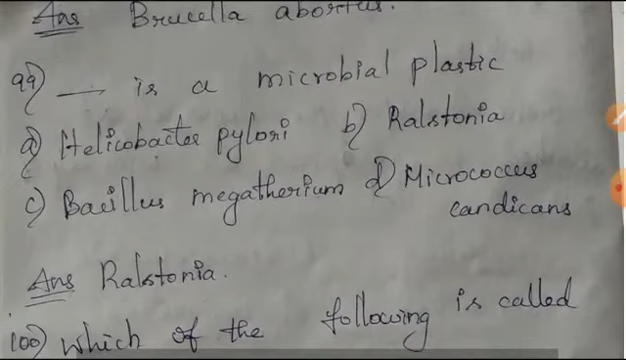 Ans Brucella abortus.
99) __ is a microbial plastic
a) Helicobacter pylori b) Ralstonia
c) Bacillus megatherium d) Micrococcus
candicans
Ans Ralstonia.
100) which of the following is called